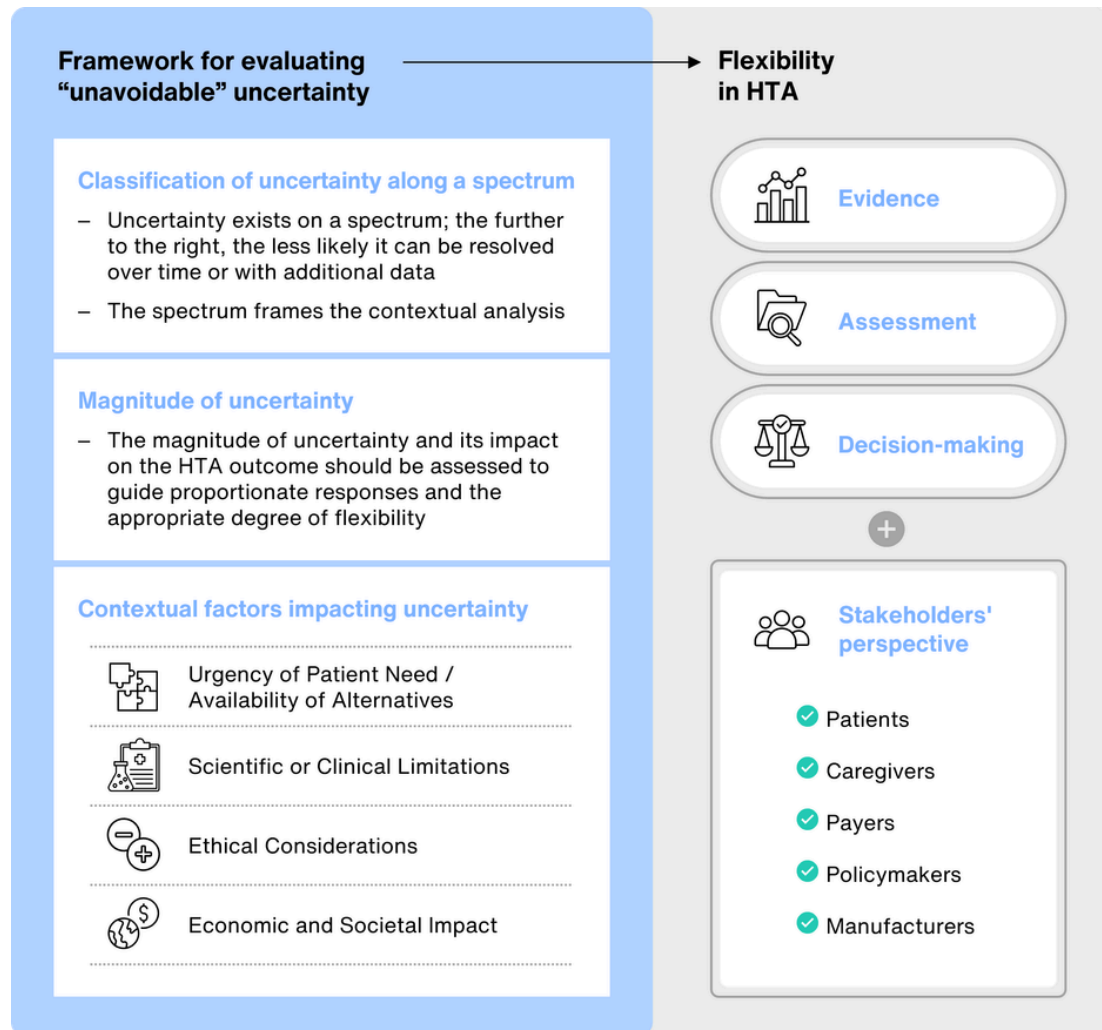 Framework for evaluating
“unavoidable” uncertainty
Classification of uncertainty along a spectrum
– Uncertainty exists on a spectrum; the further
to the right, the less likely it can be resolved
over time or with additional data
– The spectrum frames the contextual analysis
Magnitude of uncertainty
– The magnitude of uncertainty and its impact
on the HTA outcome should be assessed to
guide proportionate responses and the
appropriate degree of flexibility
Contextual factors impacting uncertainty
Urgency of Patient Need /
Availability of Alternatives
Scientific or Clinical Limitations
Ethical Considerations
$
Economic and Societal Impact
Flexibility
in HTA
Evidence
Assessment
Decision-making
+
Stakeholders'
perspective
Patients
Caregivers
Payers
Policymakers
Manufacturers